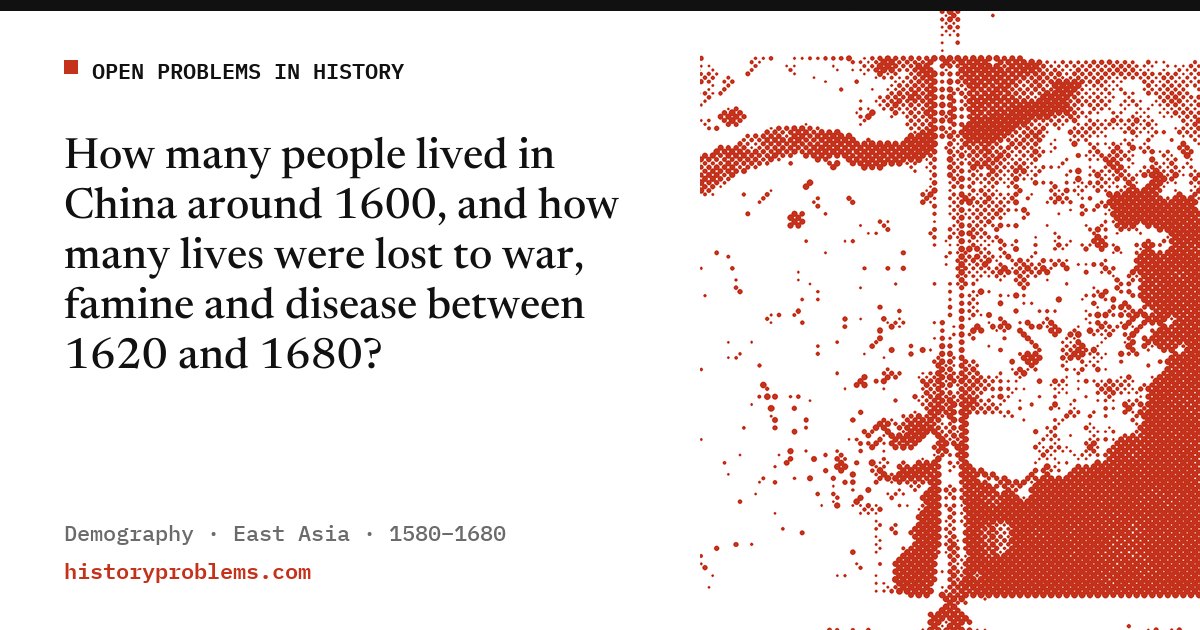 OPEN PROBLEMS IN HISTORY
How many people lived in
China around 1600, and how
many lives were lost to war,
famine and disease between
1620 and 1680?
Demography · East Asia · 1580–1680
historyproblems.com